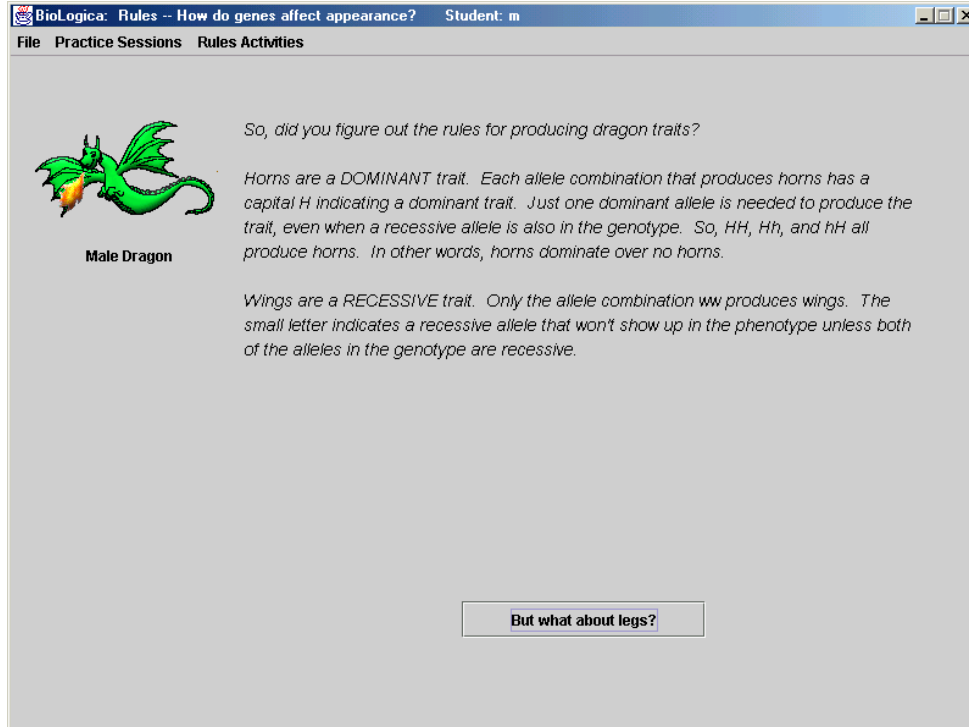 BioLogica: Rules -- How do genes affect appearance? Student: m
File Practice Sessions Rules Activities
So, did you figure out the rules for producing dragon traits?
Horns are a DOMINANT trait. Each allele combination that produces horns has a
capital H indicating a dominant trait. Just one dominant allele is needed to produce the
trait, even when a recessive allele is also in the genotype. So, HH, Hh, and hH all
produce horns. In other words, horns dominate over no horns.
Male Dragon
Wings are a RECESSIVE trait. Only the allele combination ww produces wings. The
small letter indicates a recessive allele that won't show up in the phenotype unless both
of the alleles in the genotype are recessive.
But what about legs?